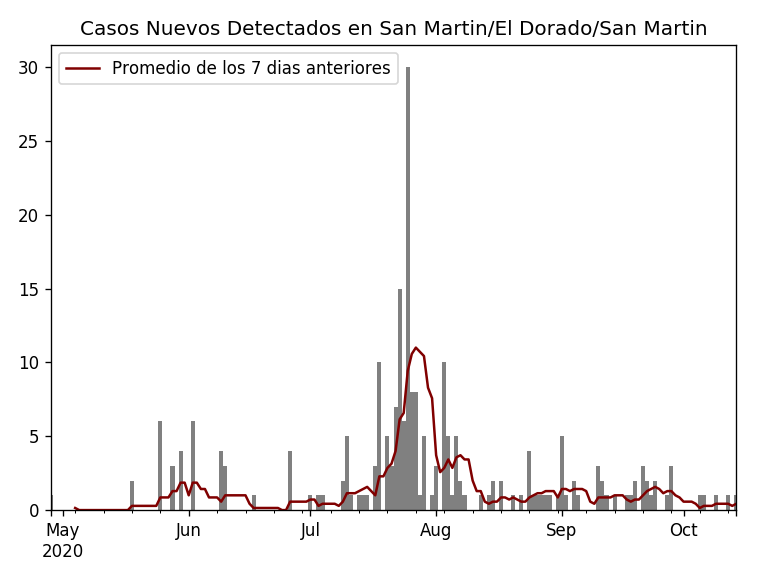 Casos Nuevos Detectados en San Martin/El Dorado/San Martin
Promedio de los 7 dias anteriores
30
25
20
15
10
5
0
May Jun Jul Aug Sep Oct
2020